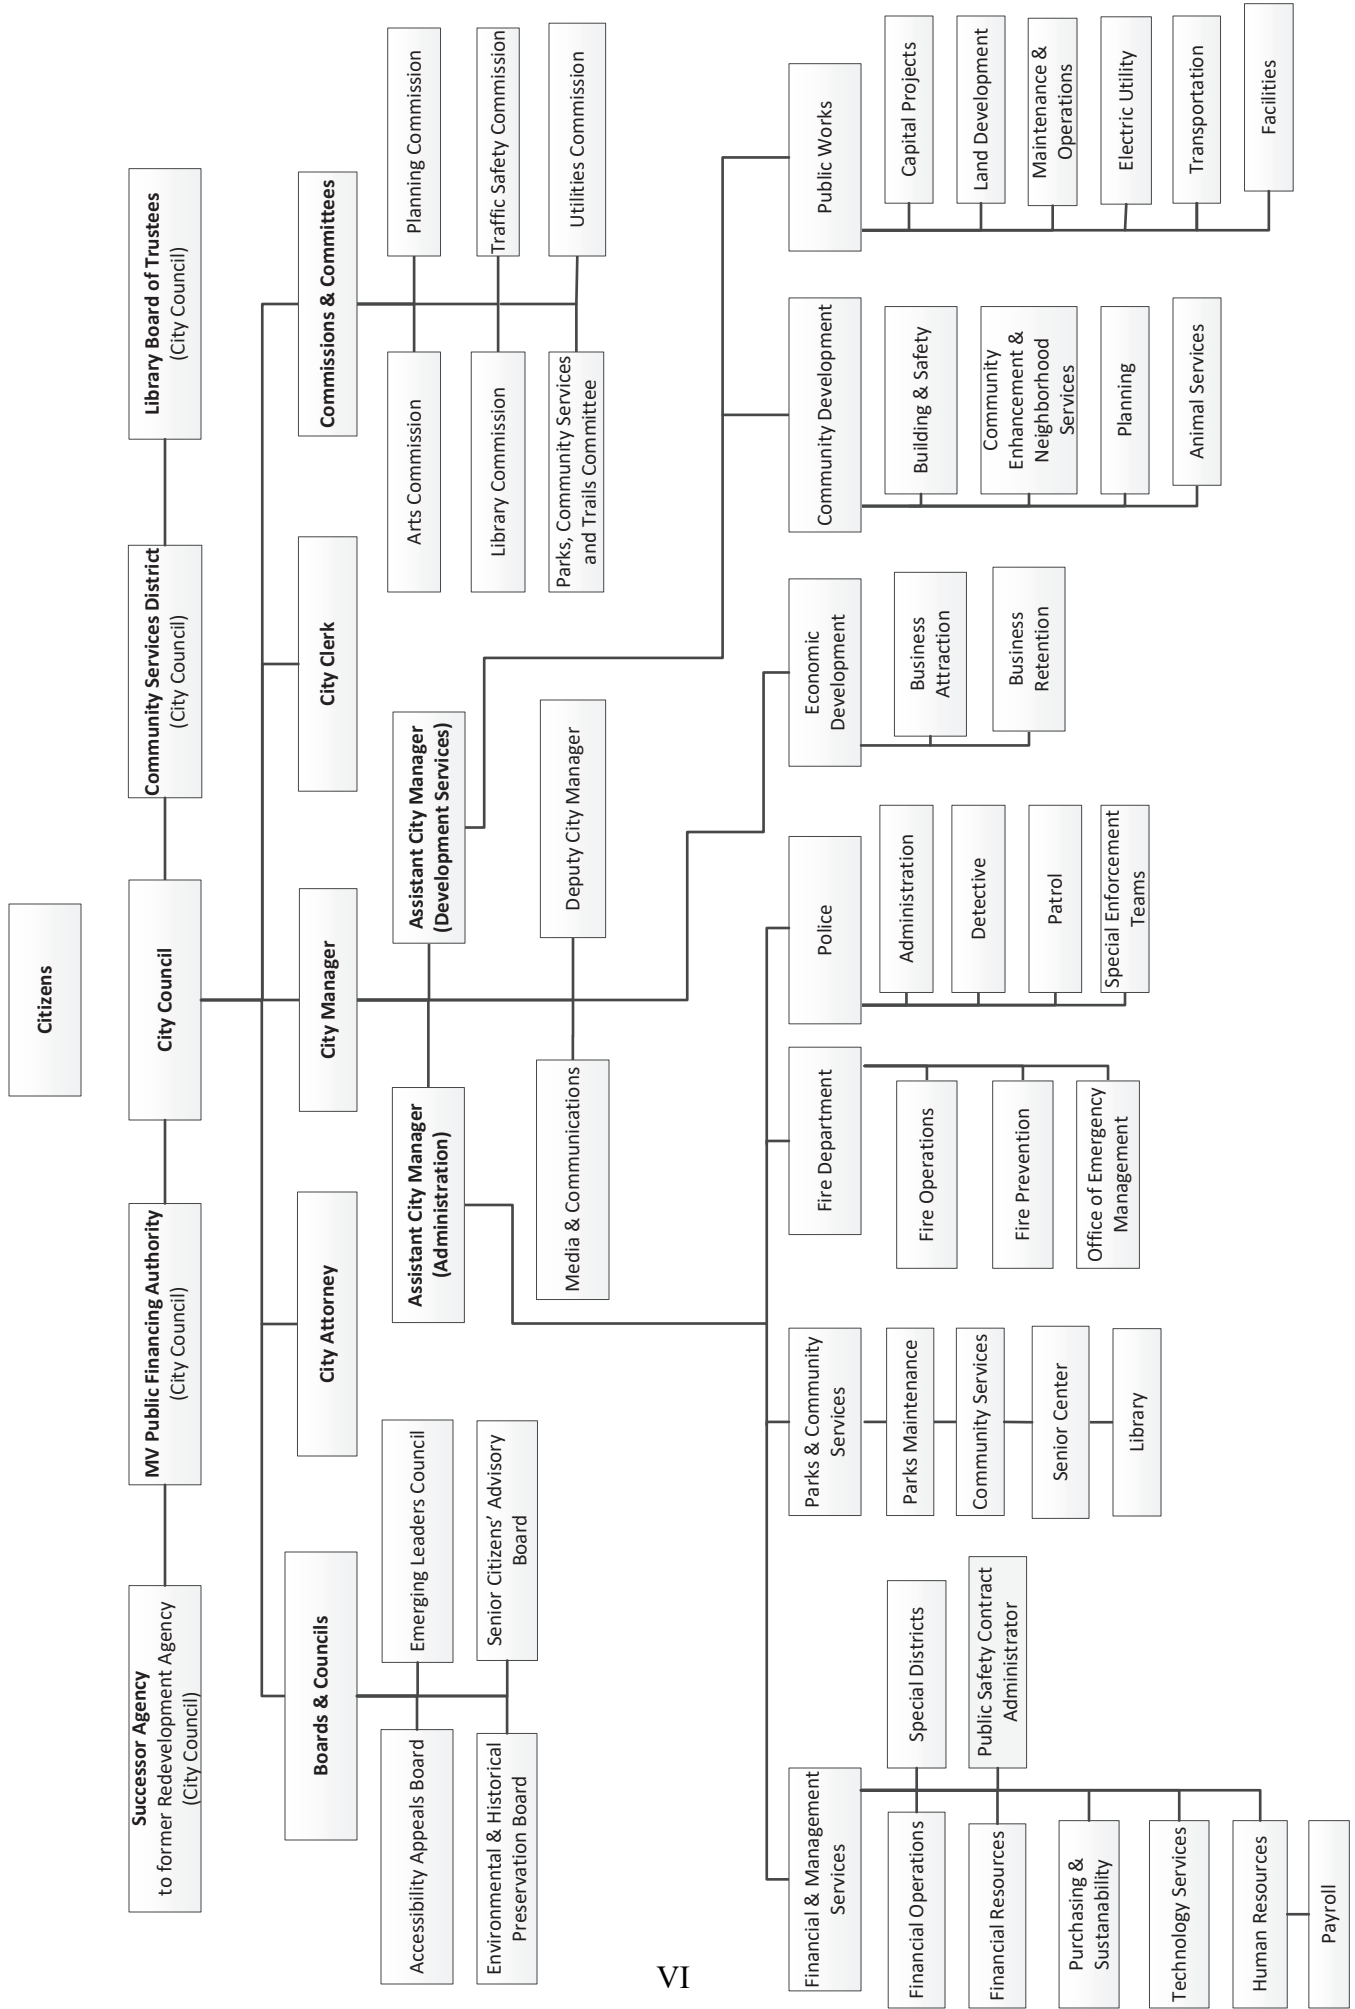 Citizens
Successor Agency
to former Redevelopment Agency
(City Council)
MV Public Financing Authority
(City Council)
City Council
Community Services District
(City Council)
Library Board of Trustees
(City Council)
Boards & Councils
City Attorney
City Manager
City Clerk
Commissions & Committees
Accessibility Appeals Board
Emerging Leaders Council
Environmental & Historical
Preservation Board
Senior Citizens’ Advisory
Board
Assistant City Manager
(Administration)
Assistant City Manager
(Development Services)
Media & Communications
Deputy City Manager
Arts Commission
Planning Commission
Library Commission
Traffic Safety Commission
Parks, Community Services
and Trails Committee
Utilities Commission
Financial & Management
Services
Financial Operations
Special Districts
Financial Resources
Public Safety Contract
Administrator
Purchasing &
Sustainability
Technology Services
Human Resources
Payroll
Parks & Community
Services
Parks Maintenance
Community Services
Senior Center
Library
Fire Department
Fire Operations
Fire Prevention
Office of Emergency
Management
Police
Administration
Detective
Patrol
Special Enforcement
Teams
Economic
Development
Business
Attraction
Business
Retention
Community Development
Building & Safety
Community
Enhancement &
Neighborhood
Services
Planning
Animal Services
Public Works
Capital Projects
Land Development
Maintenance &
Operations
Electric Utility
Transportation
Facilities
VI